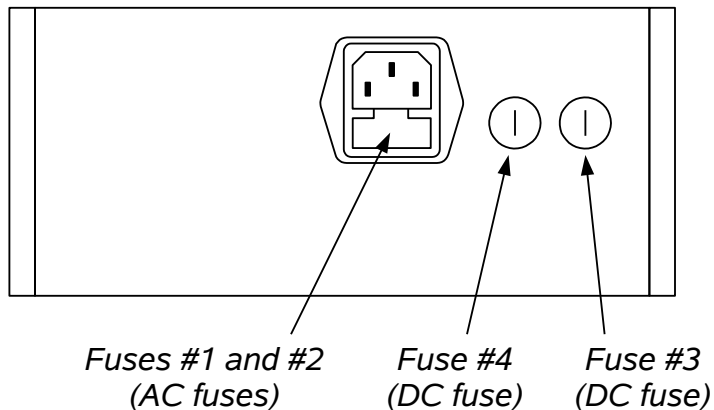 Fuses #1 and #2
(AC fuses)
Fuse #4
(DC fuse)
Fuse #3
(DC fuse)